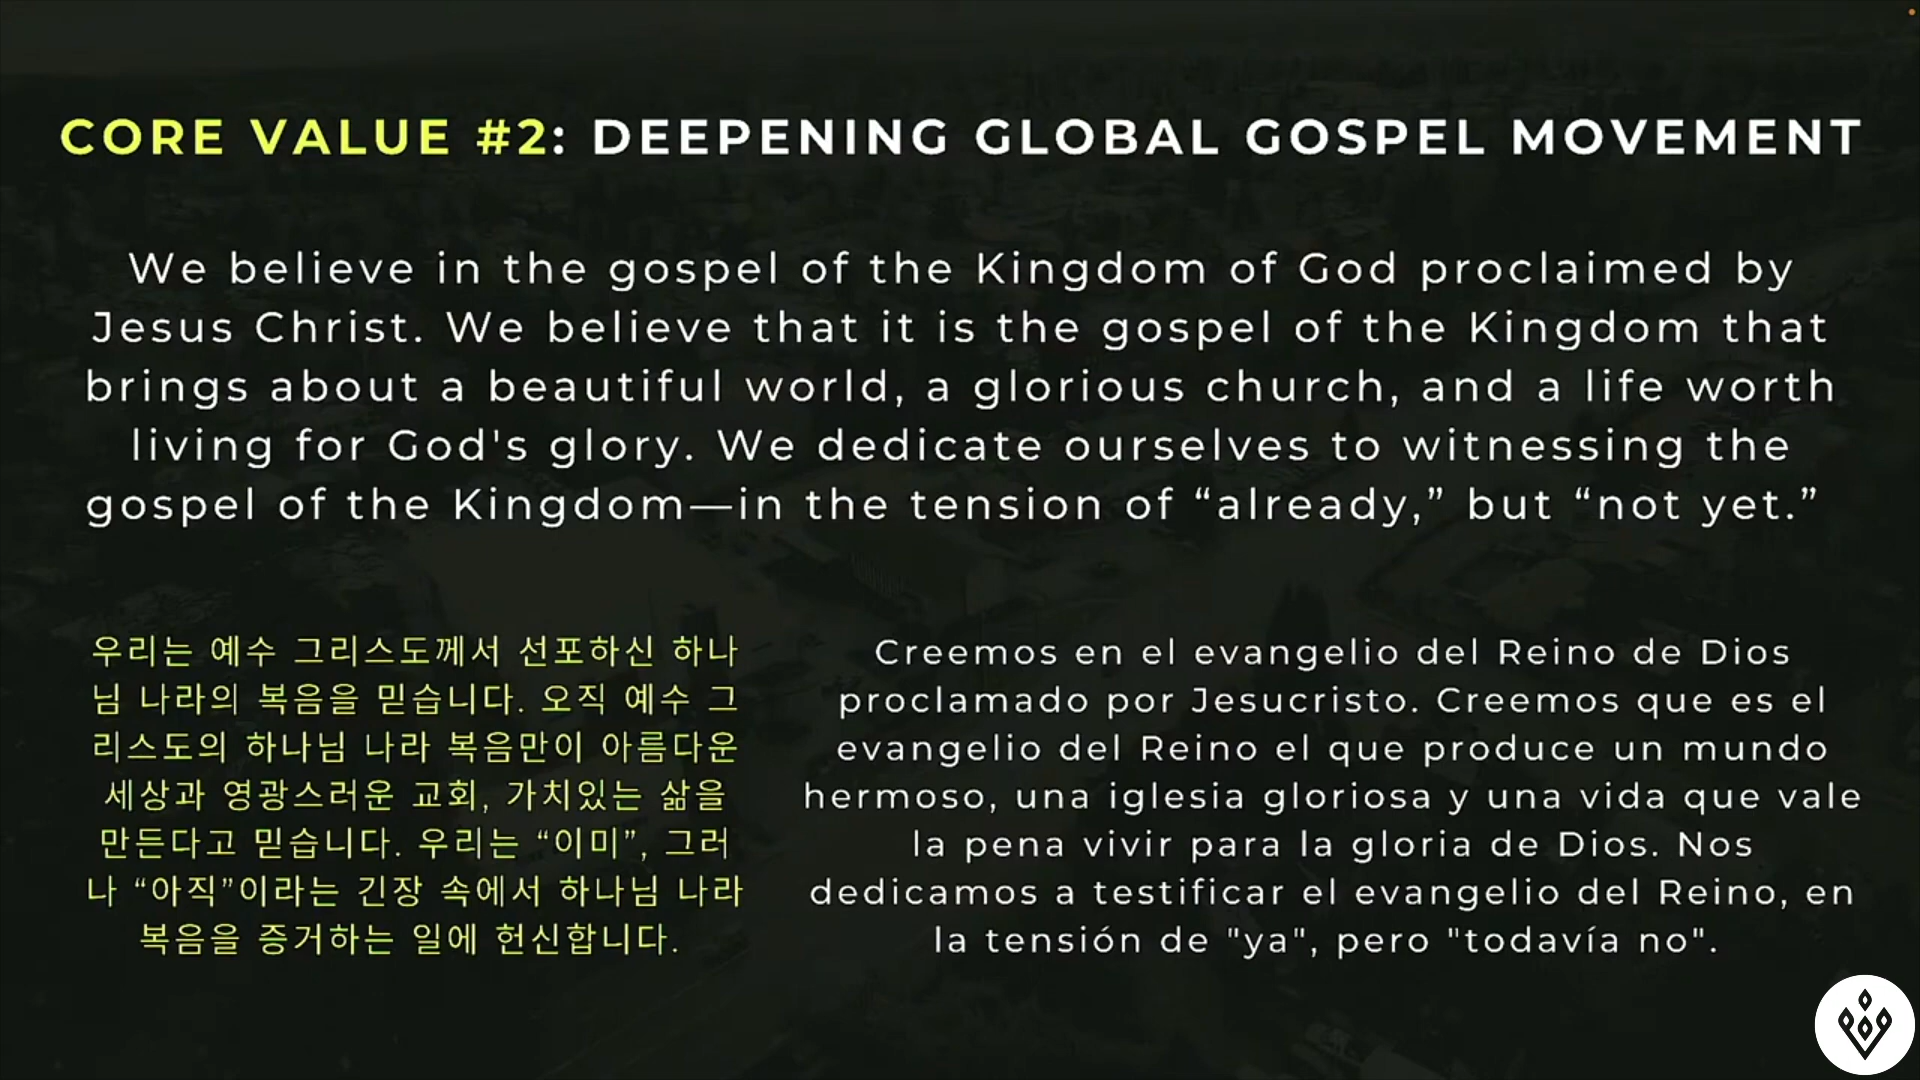 CORE VALUE #2: DEEPENING GLOBAL GOSPEL MOVEMENT
We believe in the gospel of the Kingdom of God proclaimed by
Jesus Christ. We believe that it is the gospel of the Kingdom that
brings about a beautiful world, a glorious church, and a life worth
living for God's glory. We dedicate ourselves to witnessing the
gospel of the Kingdom—in the tension of “already,” but “not yet.”
우리는 예수 그리스도께서 선포하신 하나
님 나라의 복음을 믿습니다. 오직 예수 그
리스도의 하나님 나라 복음만이 아름다운
세상과 영광스러운 교회, 가치있는 삶을
만든다고 믿습니다. 우리는 “이미”, 그러
나 “아직”이라는 긴장 속에서 하나님 나라
복음을 증거하는 일에 헌신합니다.
Creemos en el evangelio del Reino de Dios
proclamado por Jesucristo. Creemos que es el
evangelio del Reino el que produce un mundo
hermoso, una iglesia gloriosa y una vida que vale
la pena vivir para la gloria de Dios. Nos
dedicamos a testificar el evangelio del Reino, en
la tensión de "ya", pero "todavía no".